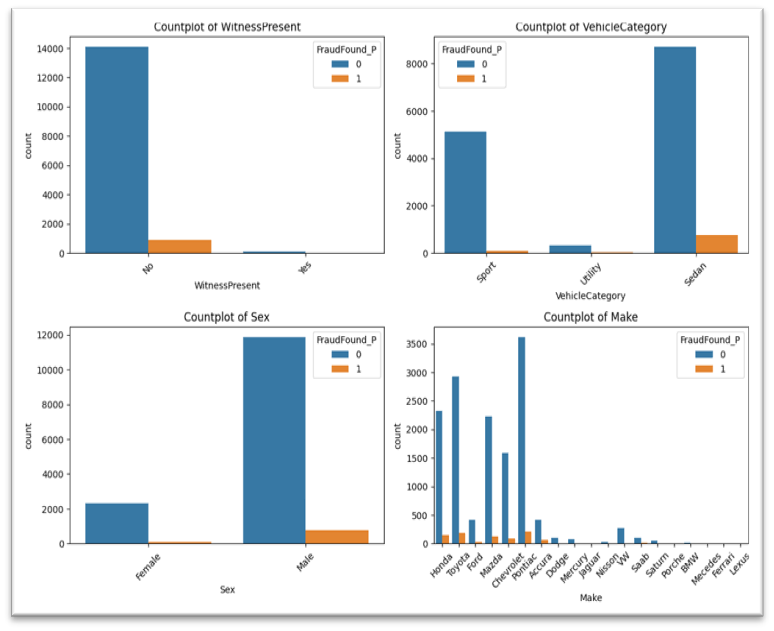 Countplot of WitnessPresent
FraudFound_P
0
1
14000
12000
10000
8000
6000
4000
2000
0
count
No
Yes
WitnessPresent
Countplot of VehicleCategory
FraudFound_P
0
1
8000
6000
4000
2000
0
count
Sport
Utility
Sedan
VehicleCategory
Countplot of Sex
FraudFound_P
0
1
12000
10000
8000
6000
4000
2000
0
count
Female
Male
Sex
Countplot of Make
FraudFound_P
0
1
3500
3000
2500
2000
1500
1000
500
0
count
Honda
Toyota
Ford
Mazda
Chevrolet
Pontiac
Accura
Dodge
Mercury
Jaguar
Nisson
VW
Saab
Saturn
Porche
BMW
Mecedes
Ferrari
Lexus
Make